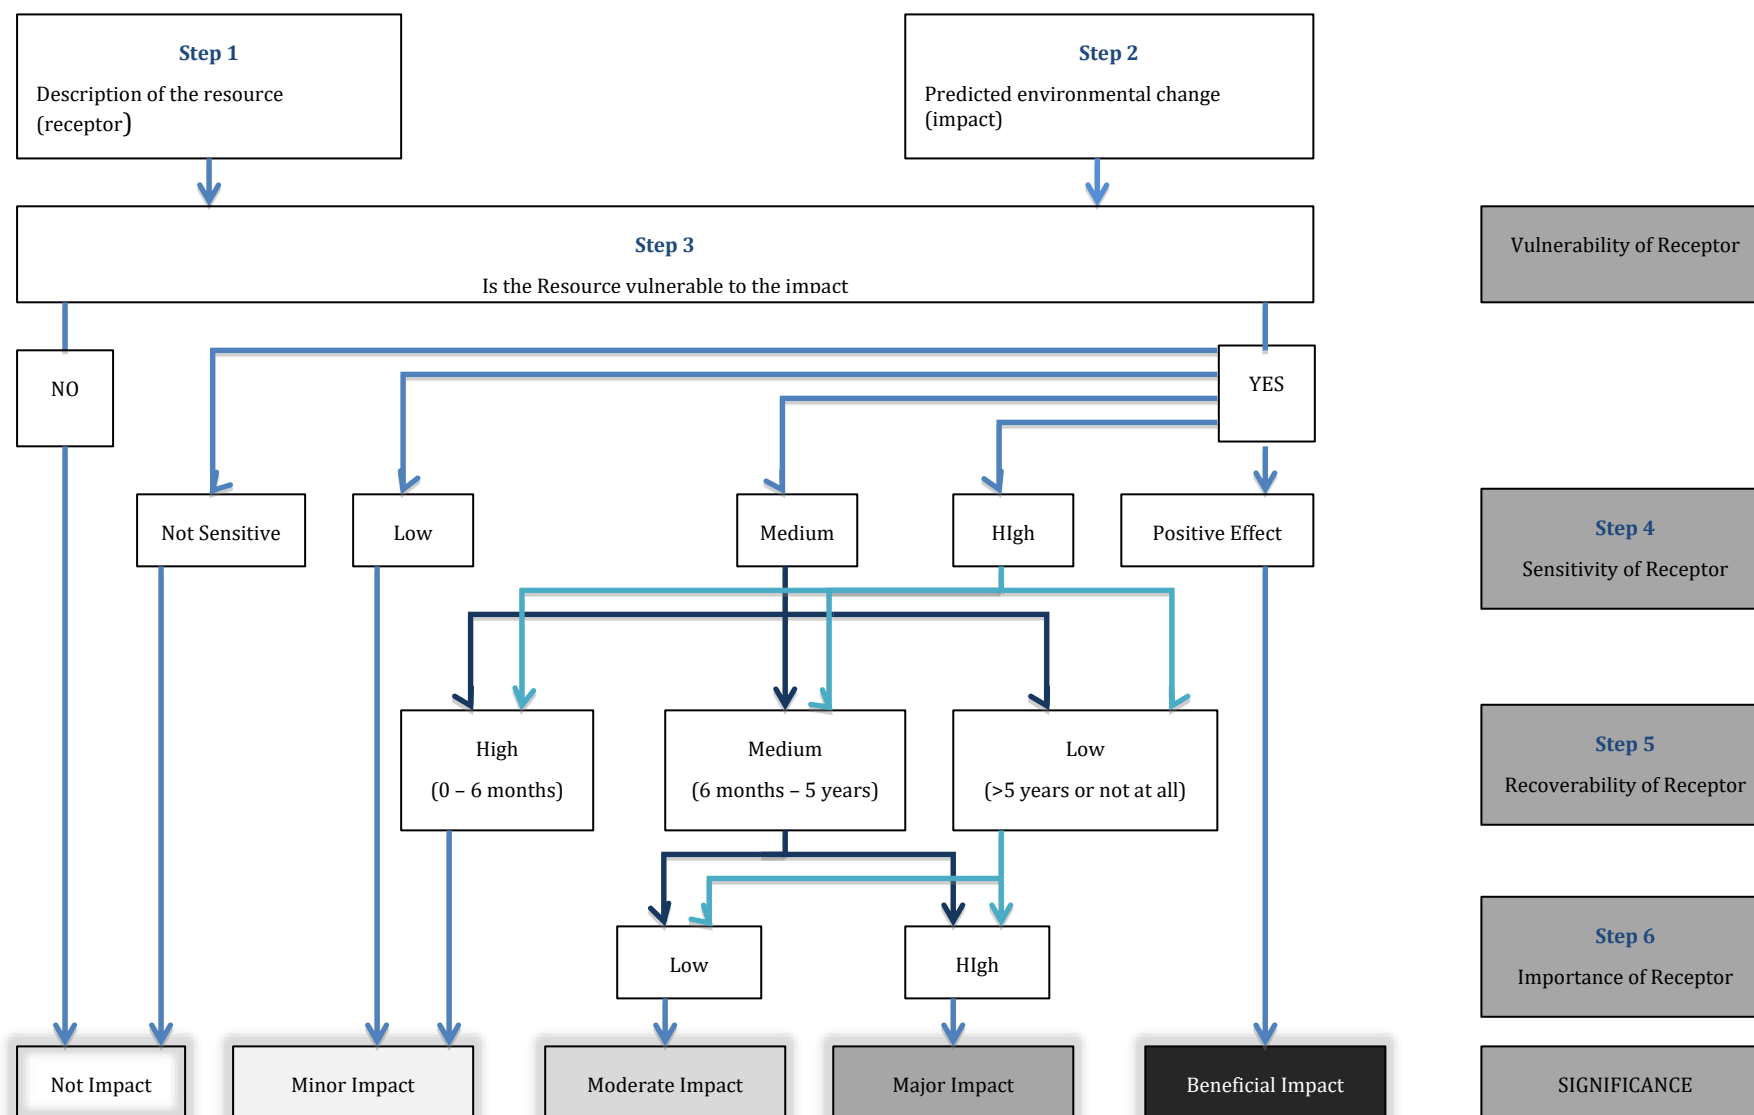 Step 1
Description of the resource
(receptor)
Step 2
Predicted environmental change
(impact)
Step 3
Is the Resource vulnerable to the impact
Vulnerability of Receptor
NO
YES
Not Sensitive
Low
Medium
HIgh
Positive Effect
Step 4
Sensitivity of Receptor
High
(0 – 6 months)
Medium
(6 months – 5 years)
Low
(>5 years or not at all)
Step 5
Recoverability of Receptor
Low
HIgh
Step 6
Importance of Receptor
Not Impact
Minor Impact
Moderate Impact
Major Impact
Beneficial Impact
SIGNIFICANCE